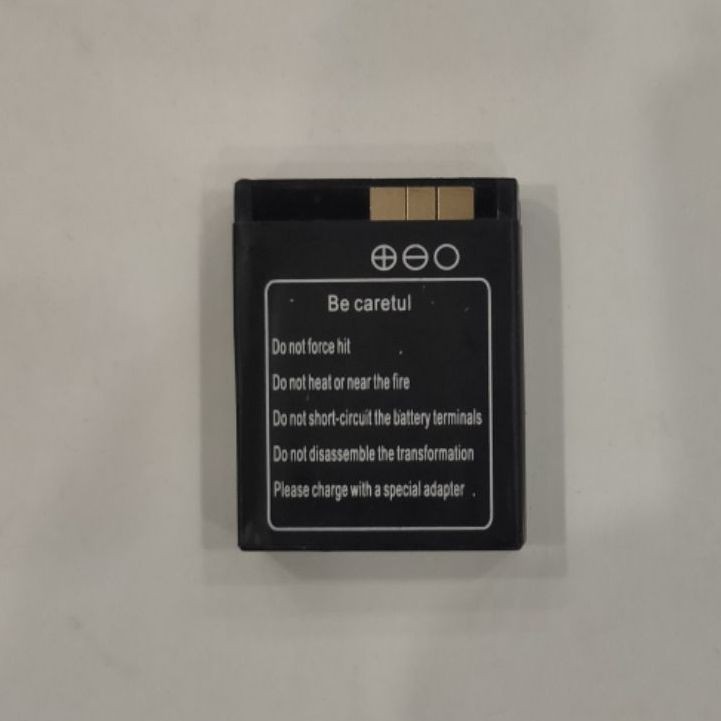 ⊕⊖○
Be caretul
Do not force hit
Do not heat or near the fire
Do not short-circuit the battery terminals
Do not disassemble the transformation
Please charge with a special adapter .